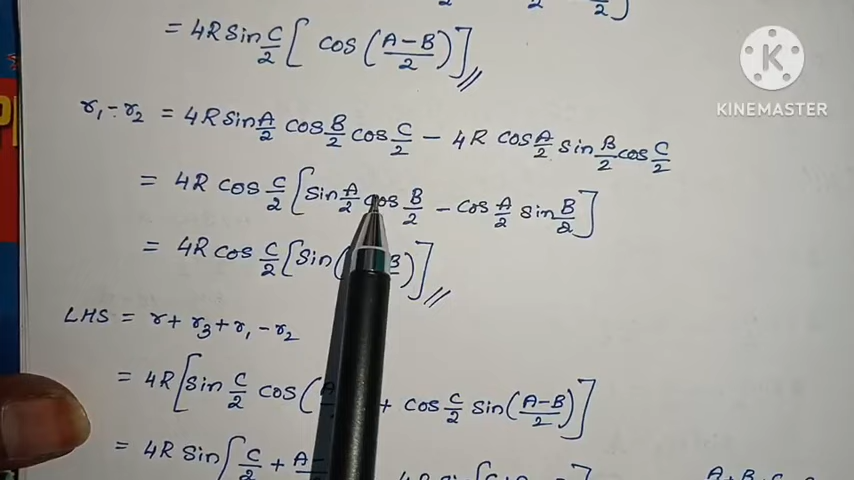 = 4R sin C/2 [ cos (A-B/2) ]//
K
KINEMASTER
r₁ - r₂ = 4R sin A/2 cos B/2 cos C/2 - 4R cos A/2 sin B/2 cos C/2
= 4R cos C/2 [ sin A/2 cos B/2 - cos A/2 sin B/2 ]
= 4R cos C/2 [ sin ( B/2) ]//
LHS = r + r₃ + r₁ - r₂
= 4R [ sin C/2 cos ( + cos C/2 sin (A-B/2) ]
= 4R sin [ C/2 + A-